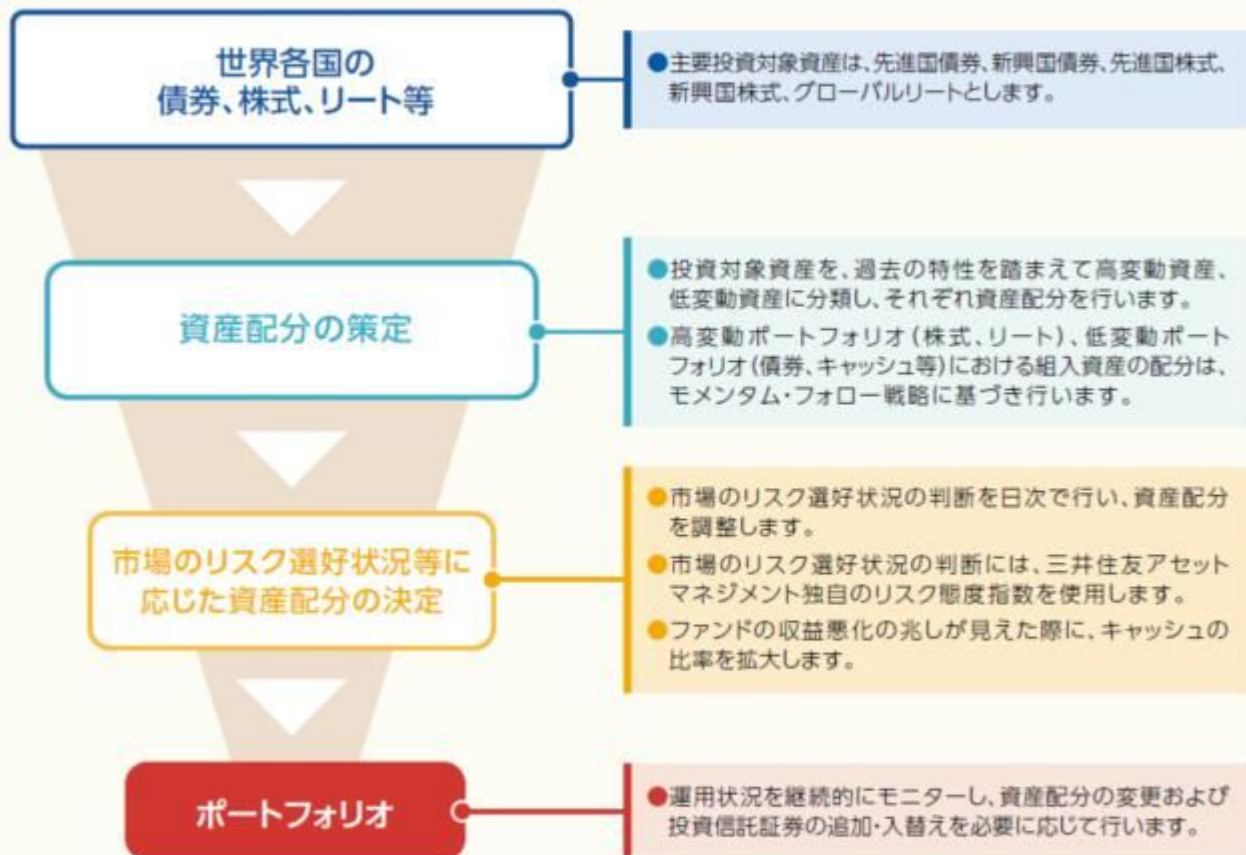 世界各国の
債券、株式、リート等
●主要投資対象資産は、先進国債券、新興国債券、先進国株式、
新興国株式、グローバルリートとします。
資産配分の策定
●投資対象資産を、過去の特性を踏まえて高変動資産、
低変動資産に分類し、それぞれ資産配分を行います。
●高変動ポートフォリオ(株式、リート)、低変動ポート
フォリオ(債券、キャッシュ等)における組入資産の配分は、
モメンタム・フォロー戦略に基づき行います。
市場のリスク選好状況等に
応じた資産配分の決定
●市場のリスク選好状況の判断を日次で行い、資産配分
を調整します。
●市場のリスク選好状況の判断には、三井住友アセット
マネジメント独自のリスク態度指数を使用します。
●ファンドの収益悪化の兆しが見えた際に、キャッシュの
比率を拡大します。
ポートフォリオ
●運用状況を継続的にモニターし、資産配分の変更および
投資信託証券の追加・入替えを必要に応じて行います。